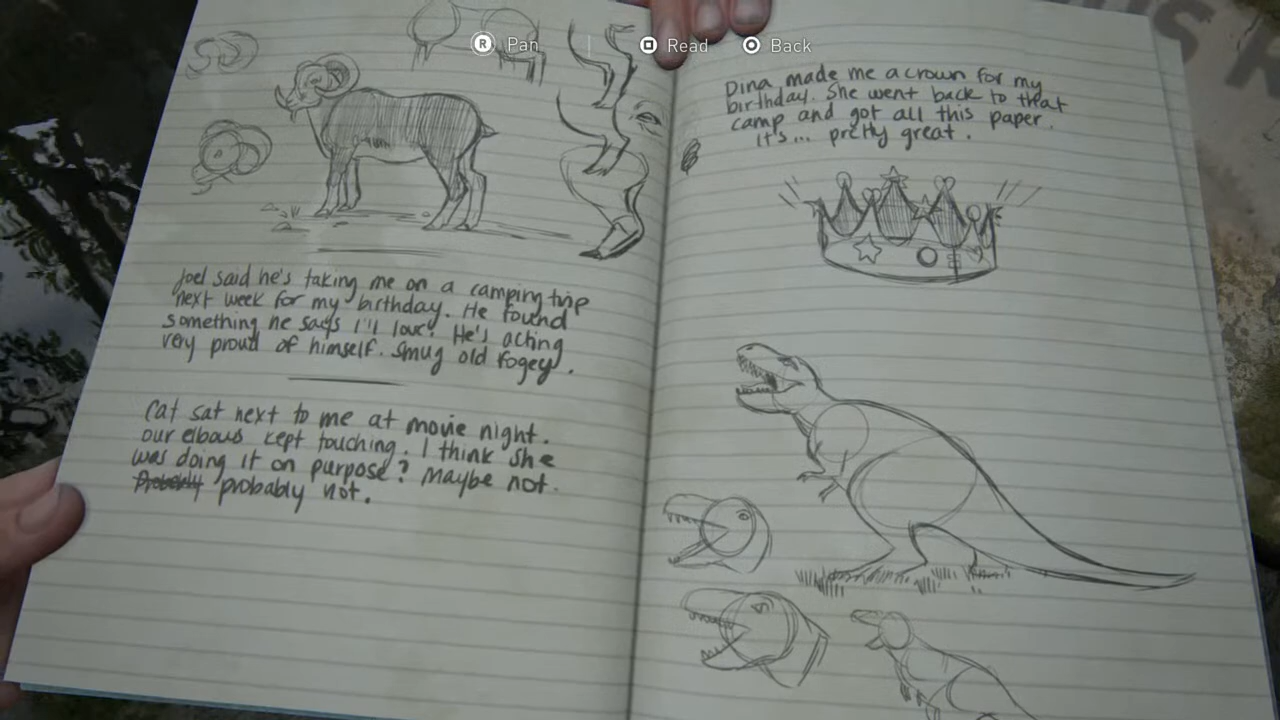 Pan
Read
Back
Joel said he's taking me on a camping trip
next week for my birthday. He found
something he says I'll love. He's acting
very proud of himself. Smug old fogey.
Cat sat next to me at movie night.
our elbows kept touching. I think she
was doing it on purpose? Maybe not.
Probably probably not.
Dina made me a crown for my
birthday. She went back to that
camp and got all this paper.
It's... pretty great.